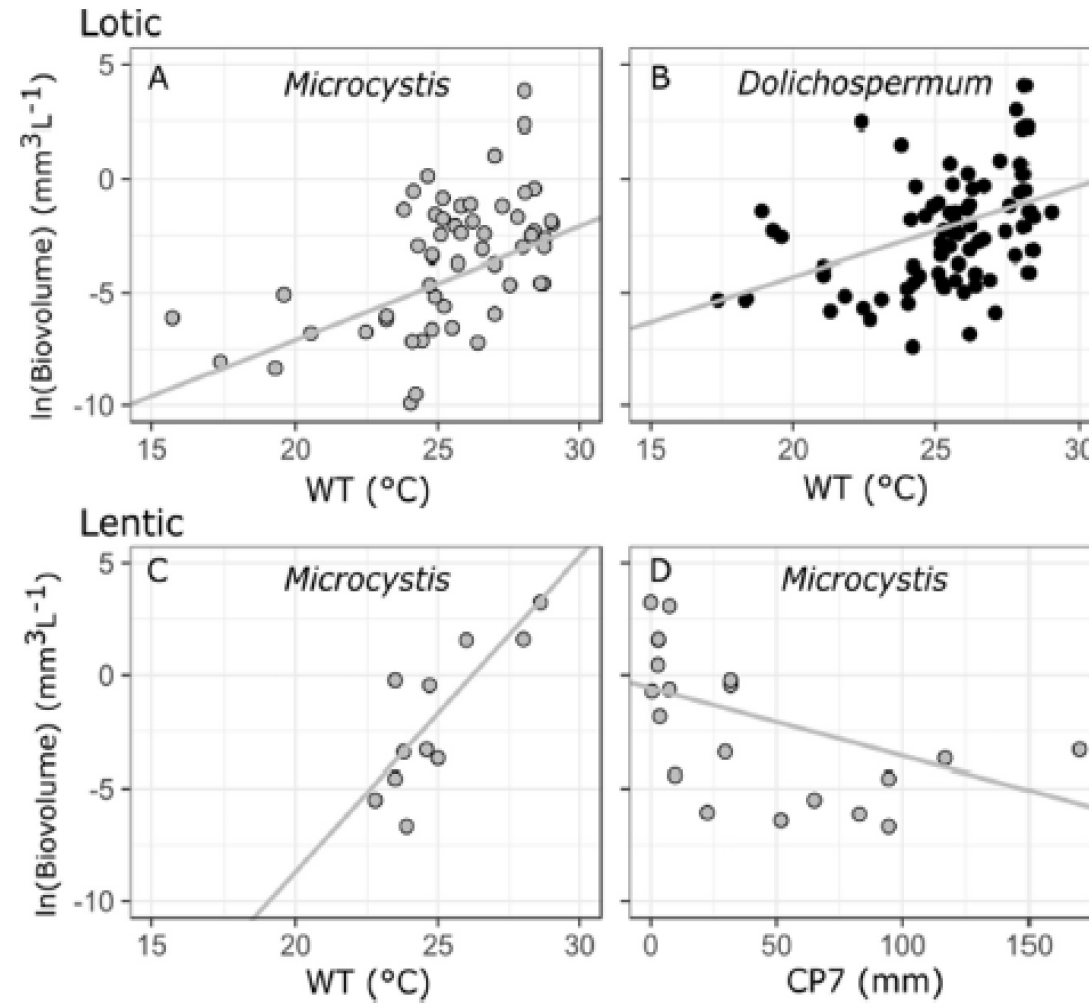 Lotic
A
Microcystis
ln(Biovolume) (mm³L⁻¹)
5
0
-5
-10
15 20 25 30
WT (°C)
B
Dolichospermum
15 20 25 30
WT (°C)
Lentic
C
Microcystis
ln(Biovolume) (mm³L⁻¹)
5
0
-5
-10
15 20 25 30
WT (°C)
D
Microcystis
0 50 100 150
CP7 (mm)